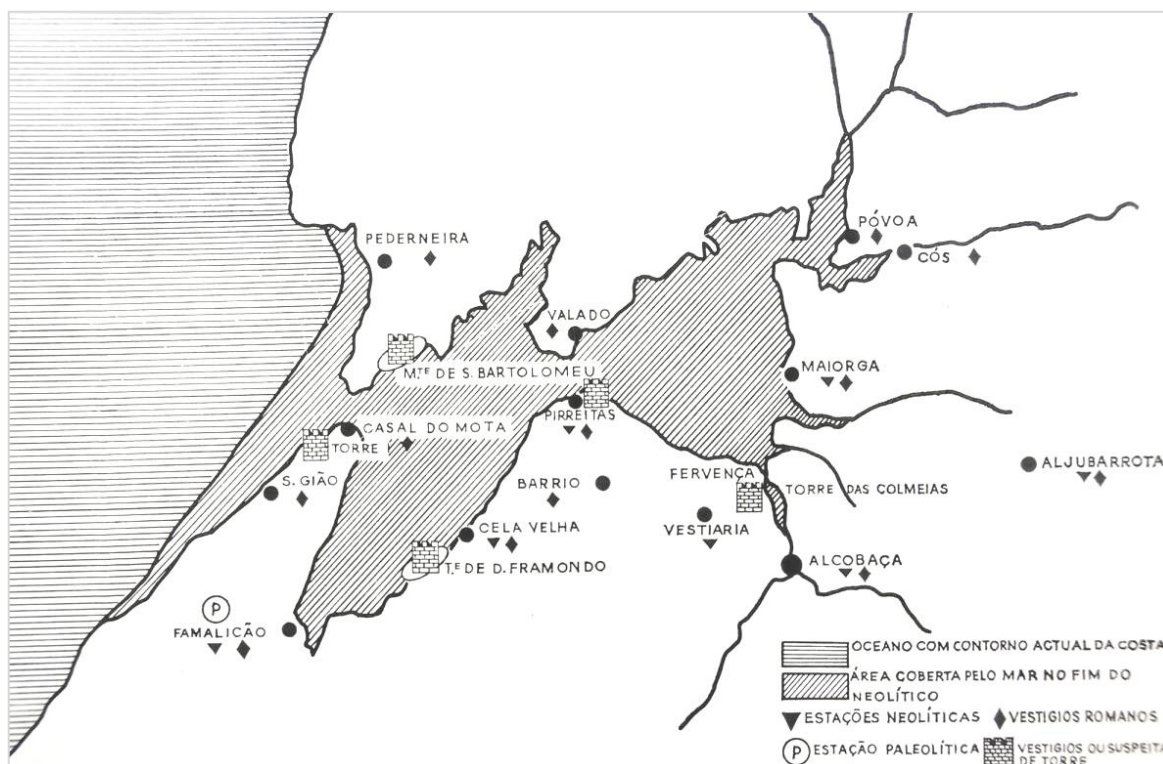 PEDERNEIRA
PÓVOA
CÓS
VALADO
Mᵀᴱ DE S. BARTOLOMEU
MAIORGA
PIRREITAS
CASAL DO MOTA
TORRE
FERVENÇA
ALJUBARROTA
S. GIÃO
BARRIO
TORRE DAS COLMEIAS
CELA VELHA
VESTIARIA
T.ᴱ DE D. FRAMONDO
ALCOBAÇA
P
FAMALICÃO
OCEANO COM CONTORNO ACTUAL DA COSTA
ÁREA COBERTA PELO MAR NO FIM DO
NEOLÍTICO
ESTAÇÕES NEOLÍTICAS
VESTIGIOS ROMANOS
P ESTAÇÃO PALEOLÍTICA
VESTIGIOS OU SUSPEITA
DE TORRE